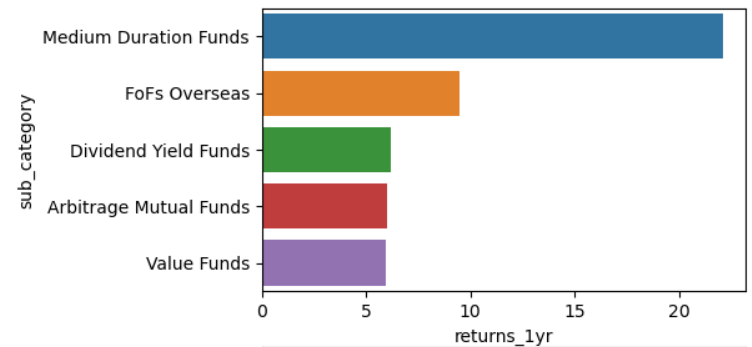 Medium Duration Funds
FoFs Overseas
Dividend Yield Funds
Arbitrage Mutual Funds
Value Funds
sub_category
0 5 10 15 20
returns_1yr